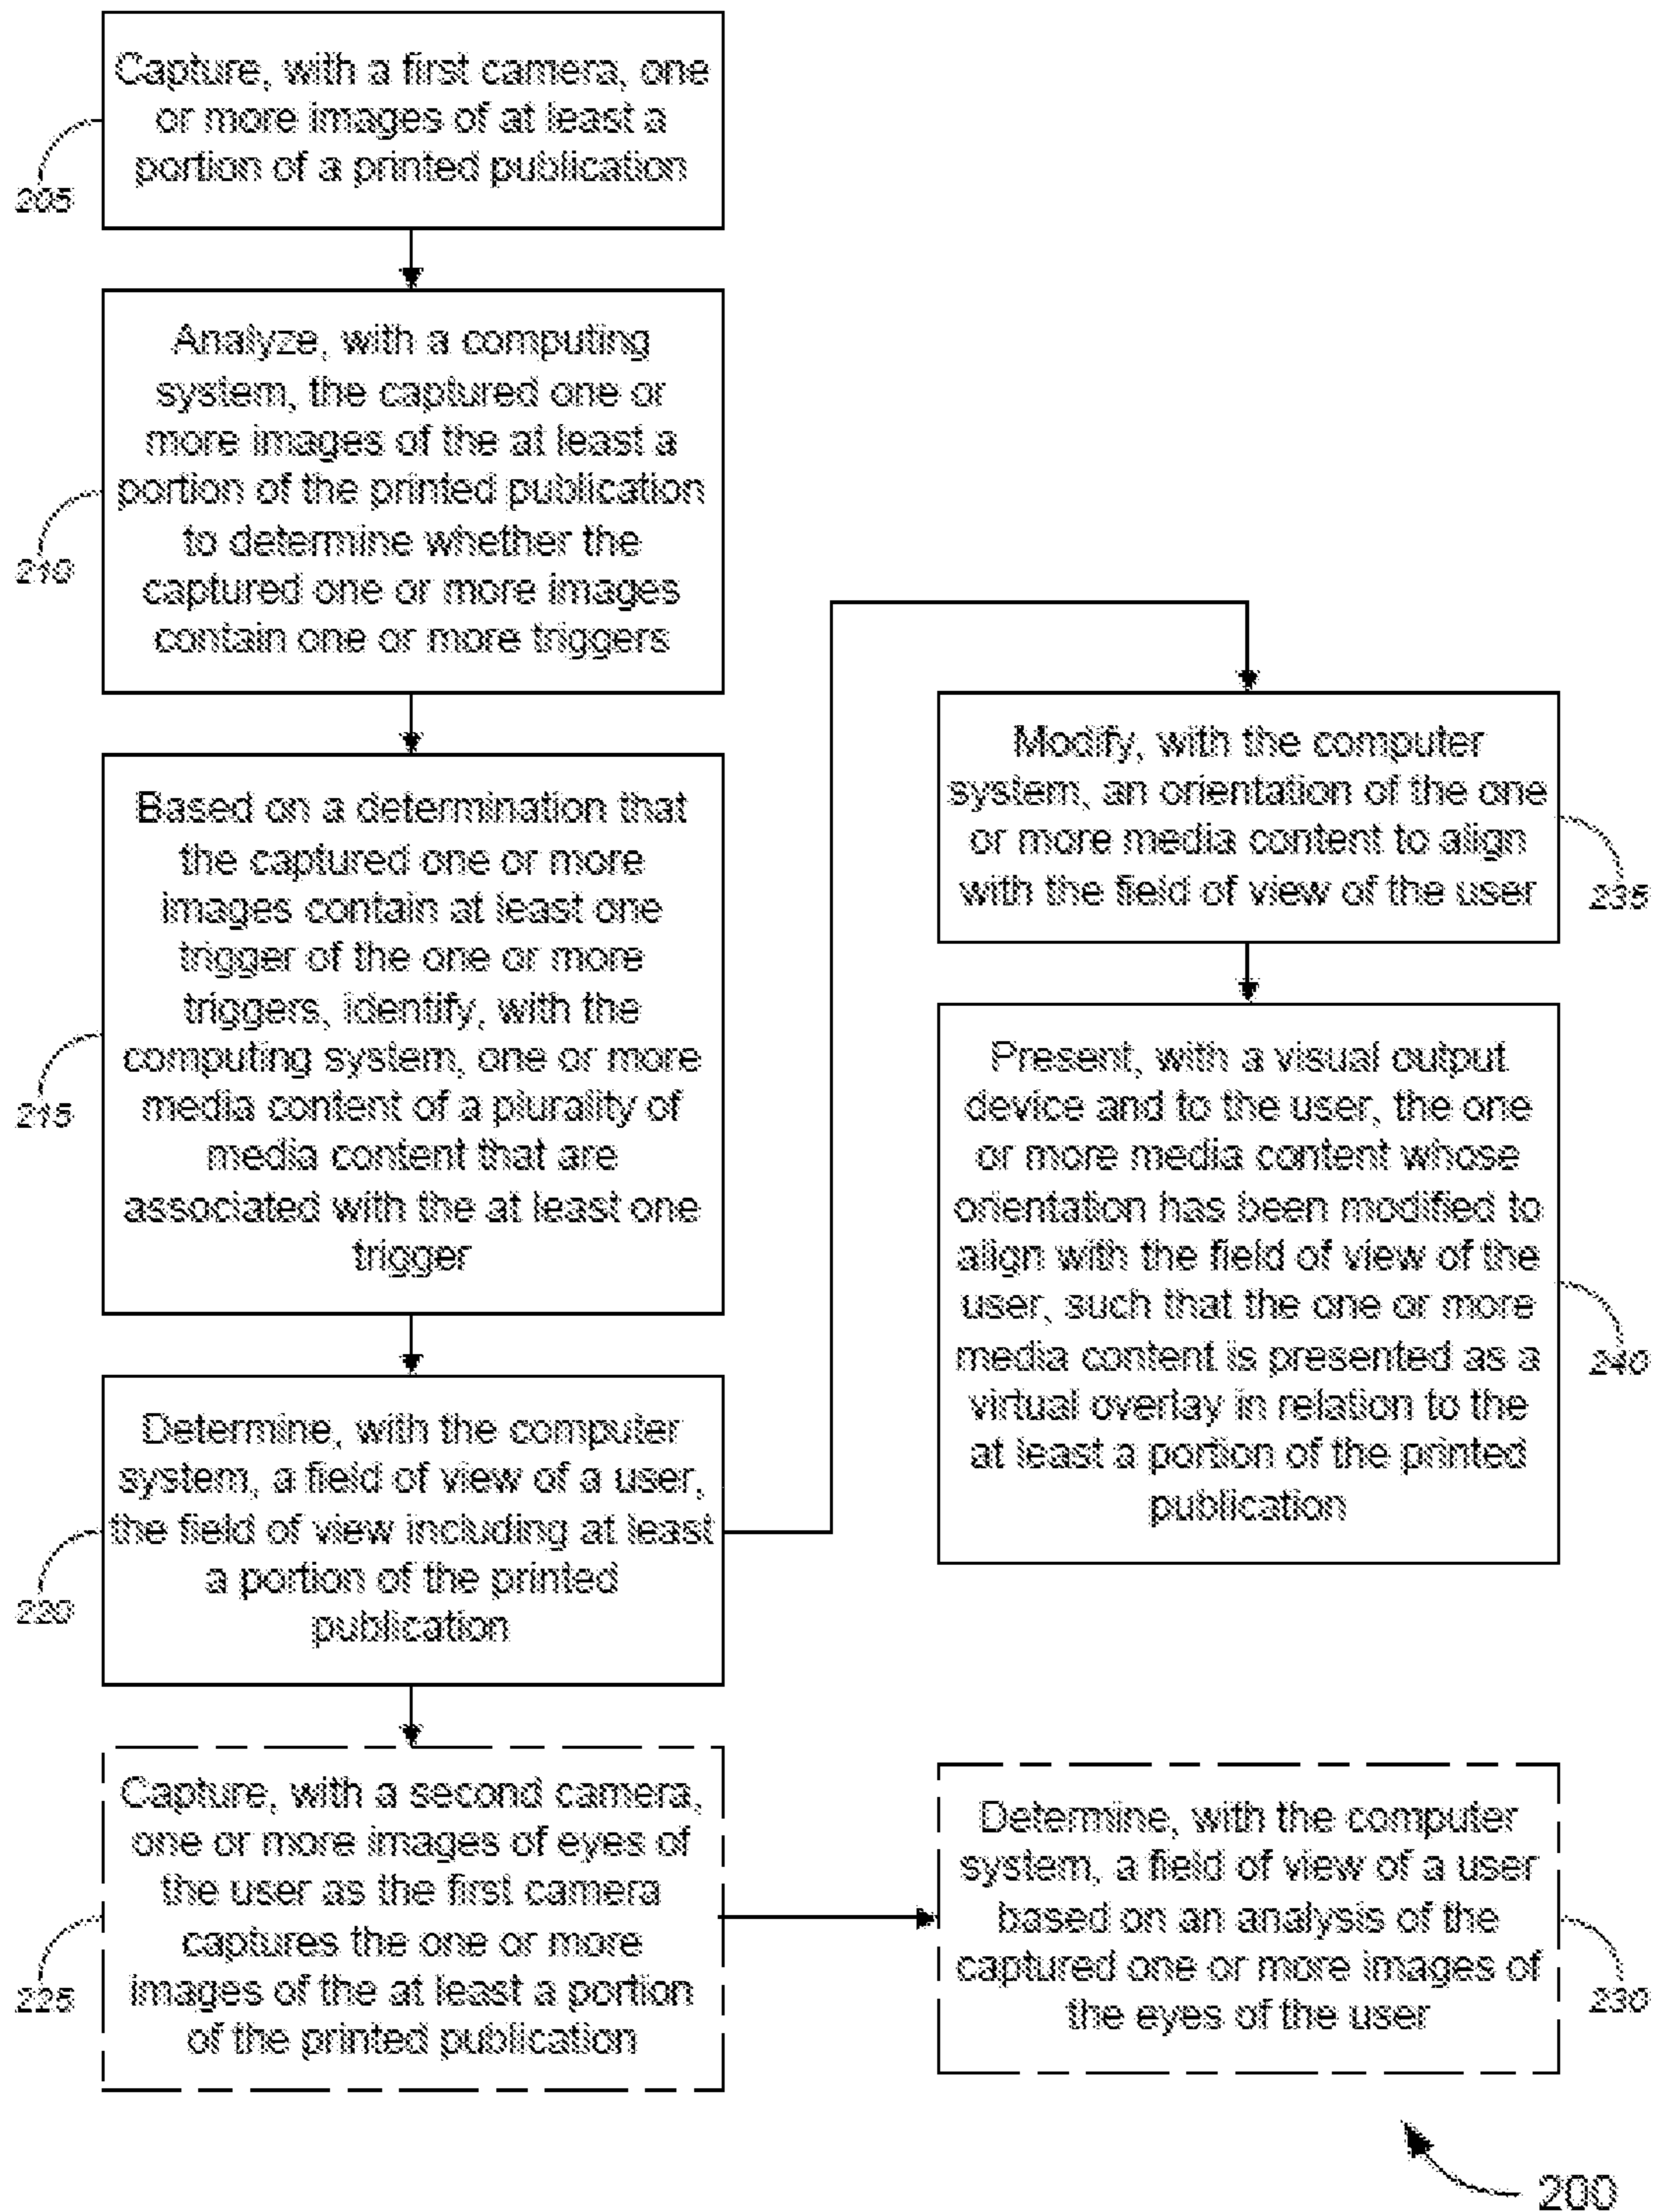 Capture, with a first camera, one
or more images of at least a
portion of a printed publication
205
Analyze, with a computing
system, the captured one or
more images of the at least a
portion of the printed publication
to determine whether the
captured one or more images
contain one or more triggers
210
Based on a determination that
the captured one or more
images contain at least one
trigger of the one or more
triggers, identify, with the
computing system, one or more
media content of a plurality of
media content that are
associated with the at least one
trigger
215
Determine, with the computer
system, a field of view of a user,
the field of view including at least
a portion of the printed
publication
220
Capture, with a second camera,
one or more images of eyes of
the user as the first camera
captures the one or more
images of the at least a portion
of the printed publication
225
Determine, with the computer
system, a field of view of a user
based on an analysis of the
captured one or more images of
the eyes of the user
230
Modify, with the computer
system, an orientation of the one
or more media content to align
with the field of view of the user
235
Present, with a visual output
device and to the user, the one
or more media content whose
orientation has been modified to
align with the field of view of the
user, such that the one or more
media content is presented as a
virtual overlay in relation to the
at least a portion of the printed
publication
240
200